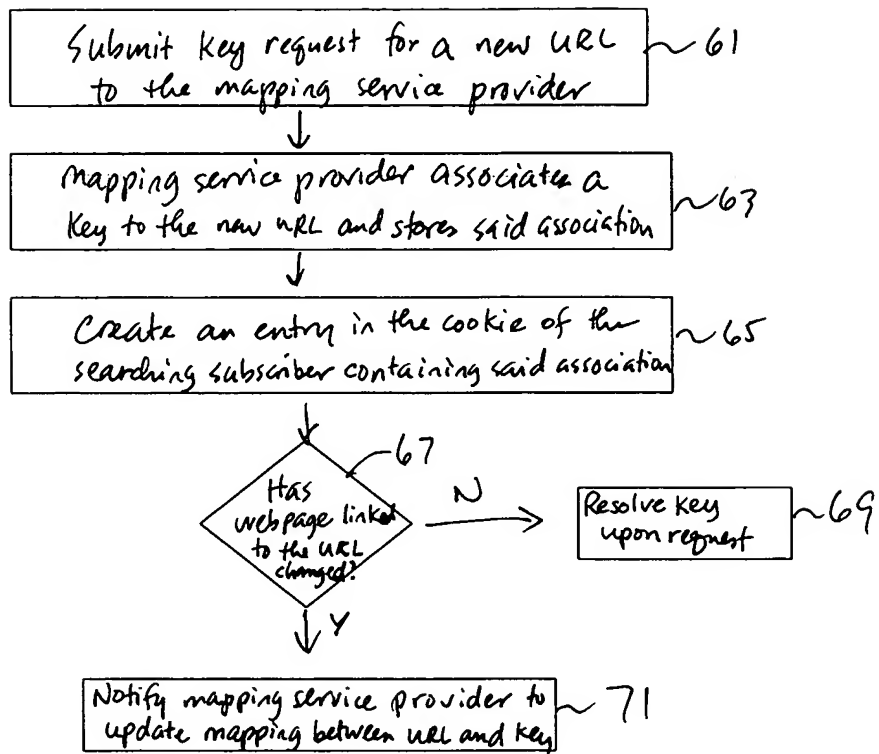 Submit key request for a new URL
to the mapping service provider
61
Mapping service provider associates a
key to the new URL and stores said association
63
Create an entry in the cookie of the
searching subscriber containing said association
65
67
Has
webpage linked
to the URL
changed?
N
Resolve key
upon request
69
Y
Notify mapping service provider to
update mapping between URL and key
71